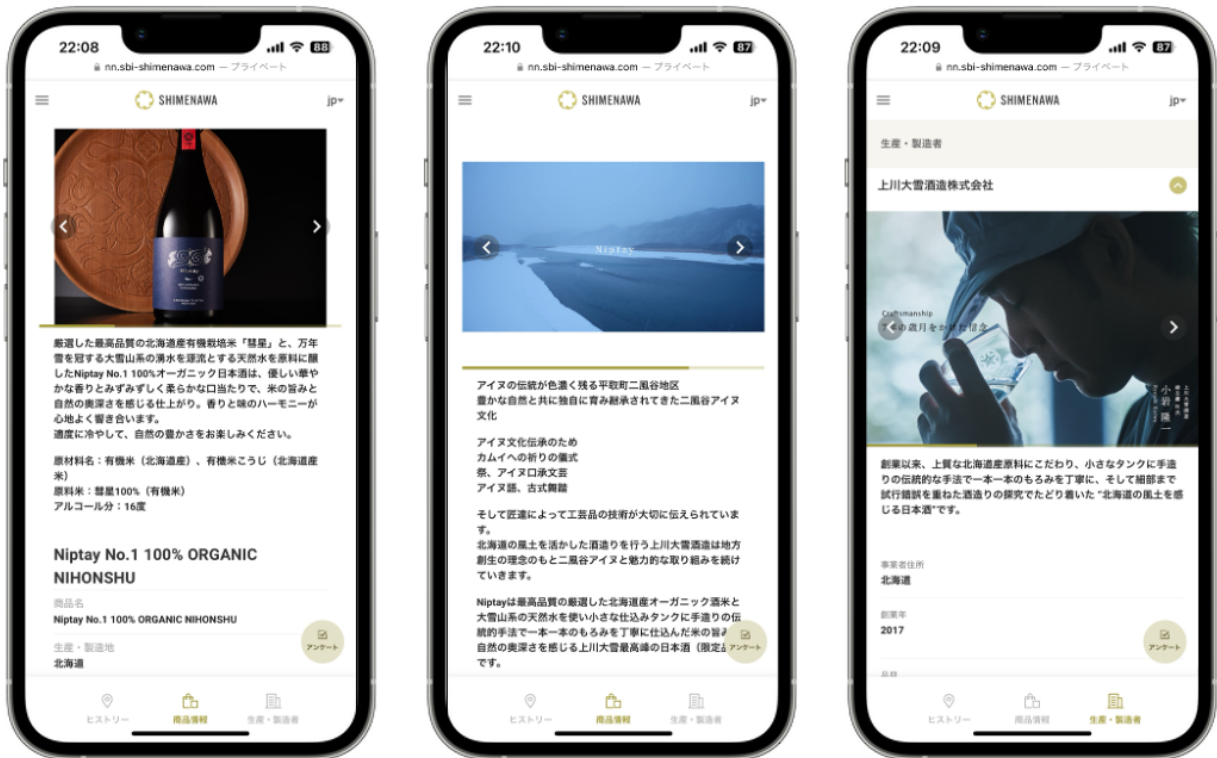 22:08
88
nn.sbi-shimenawa.com — プライベート
SHIMENAWA
jp
厳選した最高品質の北海道産有機栽培米「彗星」と、万年
雪を冠する大雪山系の湧水を源流とする天然水を原料に醸
したNiptay No.1 100%オーガニック日本酒は、優しい華や
かな香りとみずみずしく柔らかな口当たりで、米の旨みと
自然の奥深さを感じる仕上がり。香りと味のハーモニーが
心地よく響き合います。
適度に冷やして、自然の豊かさをお楽しみください。
原材料名：有機米（北海道産）、有機米こうじ（北海道産
米）
原料米：彗星100%（有機米）
アルコール分：16度
Niptay No.1 100% ORGANIC
NIHONSHU
商品名
Niptay No.1 100% ORGANIC NIHONSHU
生産・製造地
北海道
アンケート
ヒストリー
商品情報
生産・製造者
22:10
87
nn.sbi-shimenawa.com — プライベート
SHIMENAWA
jp
Niptay
アイヌの伝統が色濃く残る平取町二風谷地区
豊かな自然と共に独自に育み継承されてきた二風谷アイヌ
文化
アイヌ文化伝承のため
カムイへの祈りの儀式
祭、アイヌ口承文芸
アイヌ語、古式舞踏
そして匠達によって工芸品の技術が大切に伝えられていま
す。
北海道の風土を活かした酒造りを行う上川大雪酒造は地方
創生の理念のもと二風谷アイヌと魅力的な取り組みを続け
ていきます。
Niptayは最高品質の厳選した北海道産オーガニック酒米と
大雪山系の天然水を使い小さな仕込みタンクに手造りの伝
統的手法で一本一本のもろみを丁寧に仕込んだ米の旨み
自然の奥深さを感じる上川大雪最高峰の日本酒（限定
です。
アンケート
ヒストリー
商品情報
生産・製造者
22:09
87
nn.sbi-shimenawa.com — プライベート
SHIMENAWA
jp
生産・製造者
上川大雪酒造株式会社
Craftsmanship
の歳月をかけた信念
上川大雪酒造
小岩 隆一
創業以来、上質な北海道産原料にこだわり、小さなタンクに手造
りの伝統的な手法で一本一本のもろみを丁寧に、そして細部まで
試行錯誤を重ねた酒造りの探究でたどり着いた “北海道の風土を感
じる日本酒”です。
事業者住所
北海道
創業年
2017
アンケート
ヒストリー
商品情報
生産・製造者